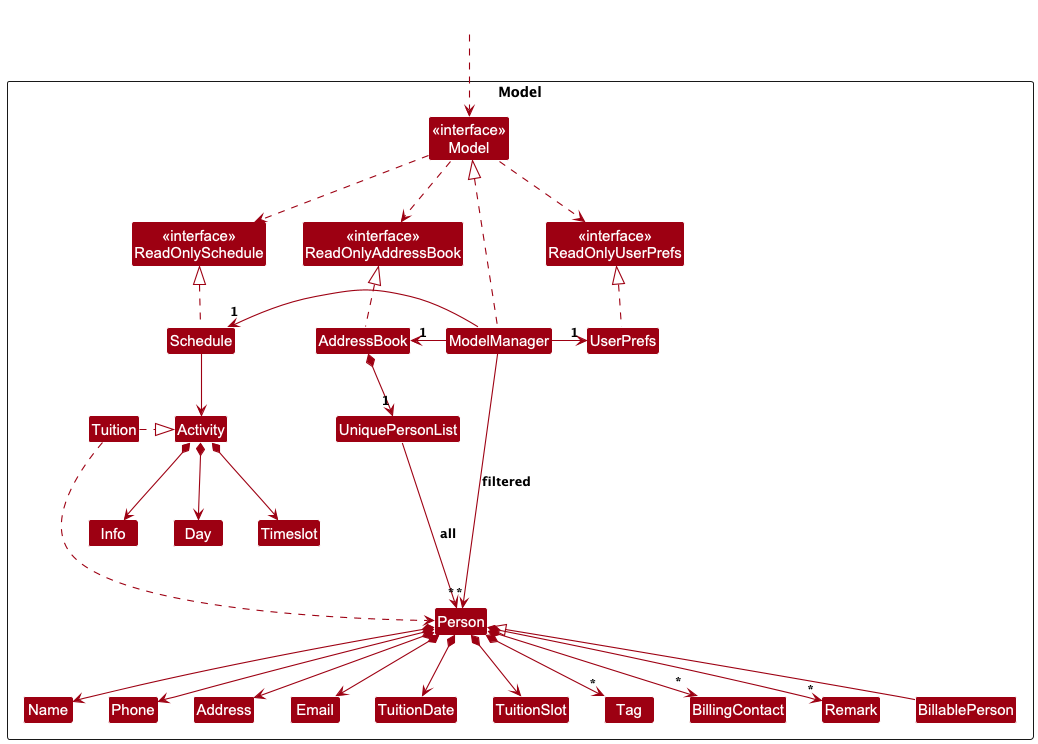 Model
«interface»
Model
«interface»
ReadOnlySchedule
«interface»
ReadOnlyAddressBook
«interface»
ReadOnlyUserPrefs
1
Schedule
AddressBook
1
ModelManager
1
UserPrefs
1
Tuition
Activity
UniquePersonList
filtered
Info
Day
Timeslot
all
* *
Person
* * *
Name
Phone
Address
Email
TuitionDate
TuitionSlot
Tag
BillingContact
Remark
BillablePerson